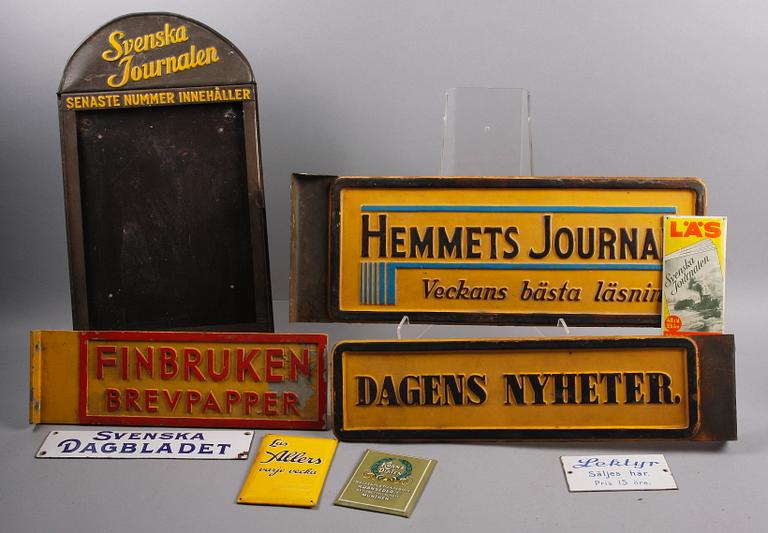 Svenska
Journalen
SENASTE NUMMER INNEHÅLLER
HEMMETS JOURNA
Veckans bästa läsnin
LÄS
Svenska
Journalen
FINBRUKEN
BREVPAPPER
DAGENS NYHETER.
SVENSKA
DAGBLADET
Läs
Allers
varje vecka
MÜNCHEN
Lektyr
Säljes här.
Pris 15 öre.